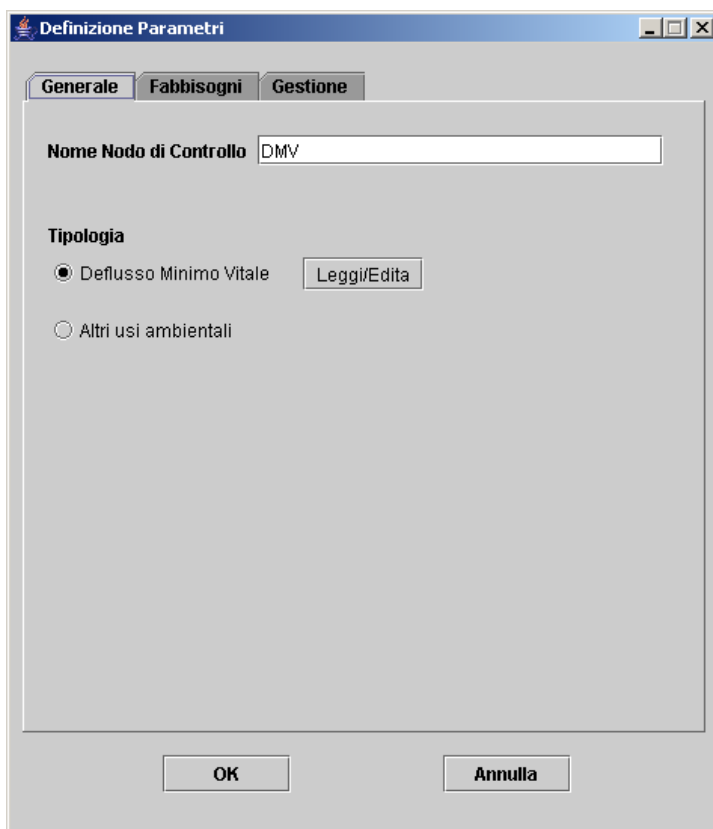 Definizione Parametri
Generale Fabbisogni Gestione
Nome Nodo di Controllo DMV
Tipologia
Deflusso Minimo Vitale Leggi/Edita
Altri usi ambientali
OK Annulla